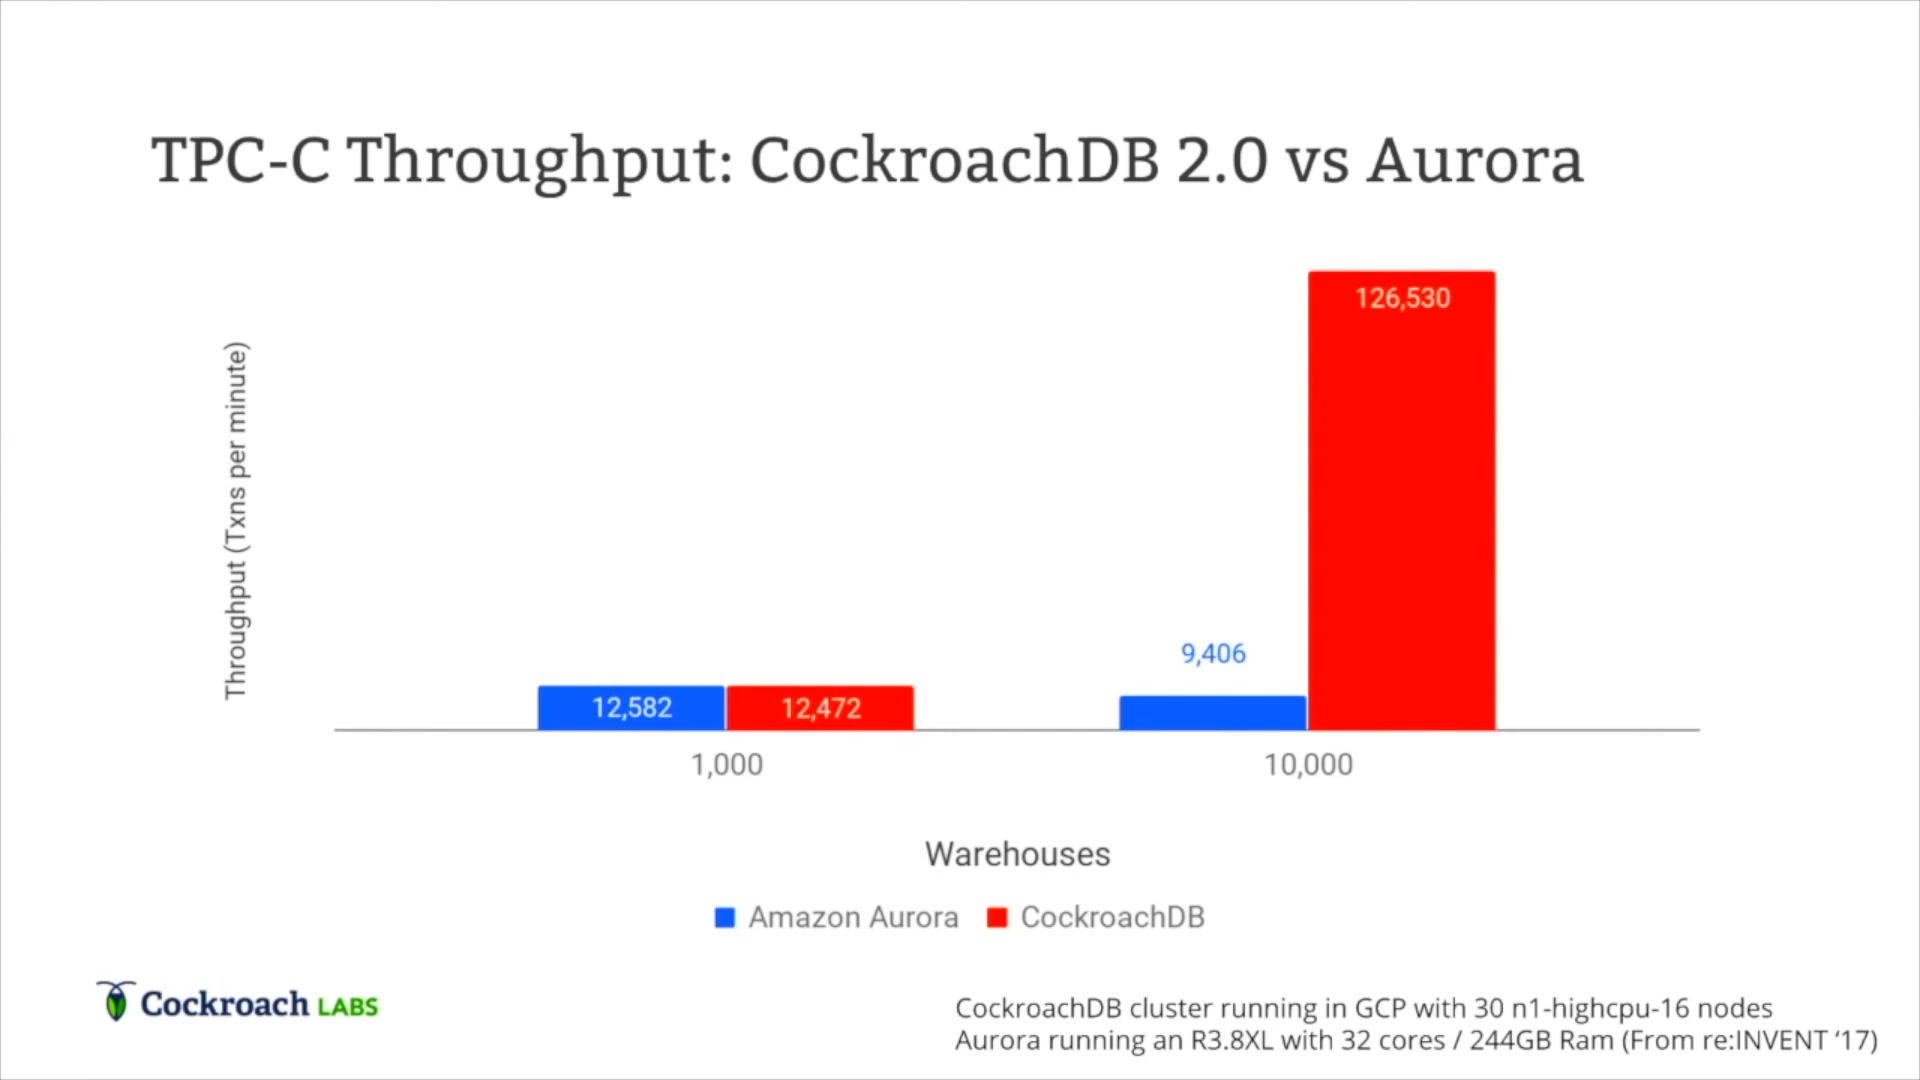 TPC-C Throughput: CockroachDB 2.0 vs Aurora
Throughput (Txns per minute)
126,530
9,406
12,582
12,472
1,000
10,000
Warehouses
Amazon Aurora
CockroachDB
Cockroach LABS
CockroachDB cluster running in GCP with 30 n1-highcpu-16 nodes
Aurora running an R3.8XL with 32 cores / 244GB Ram (From re:INVENT ‘17)